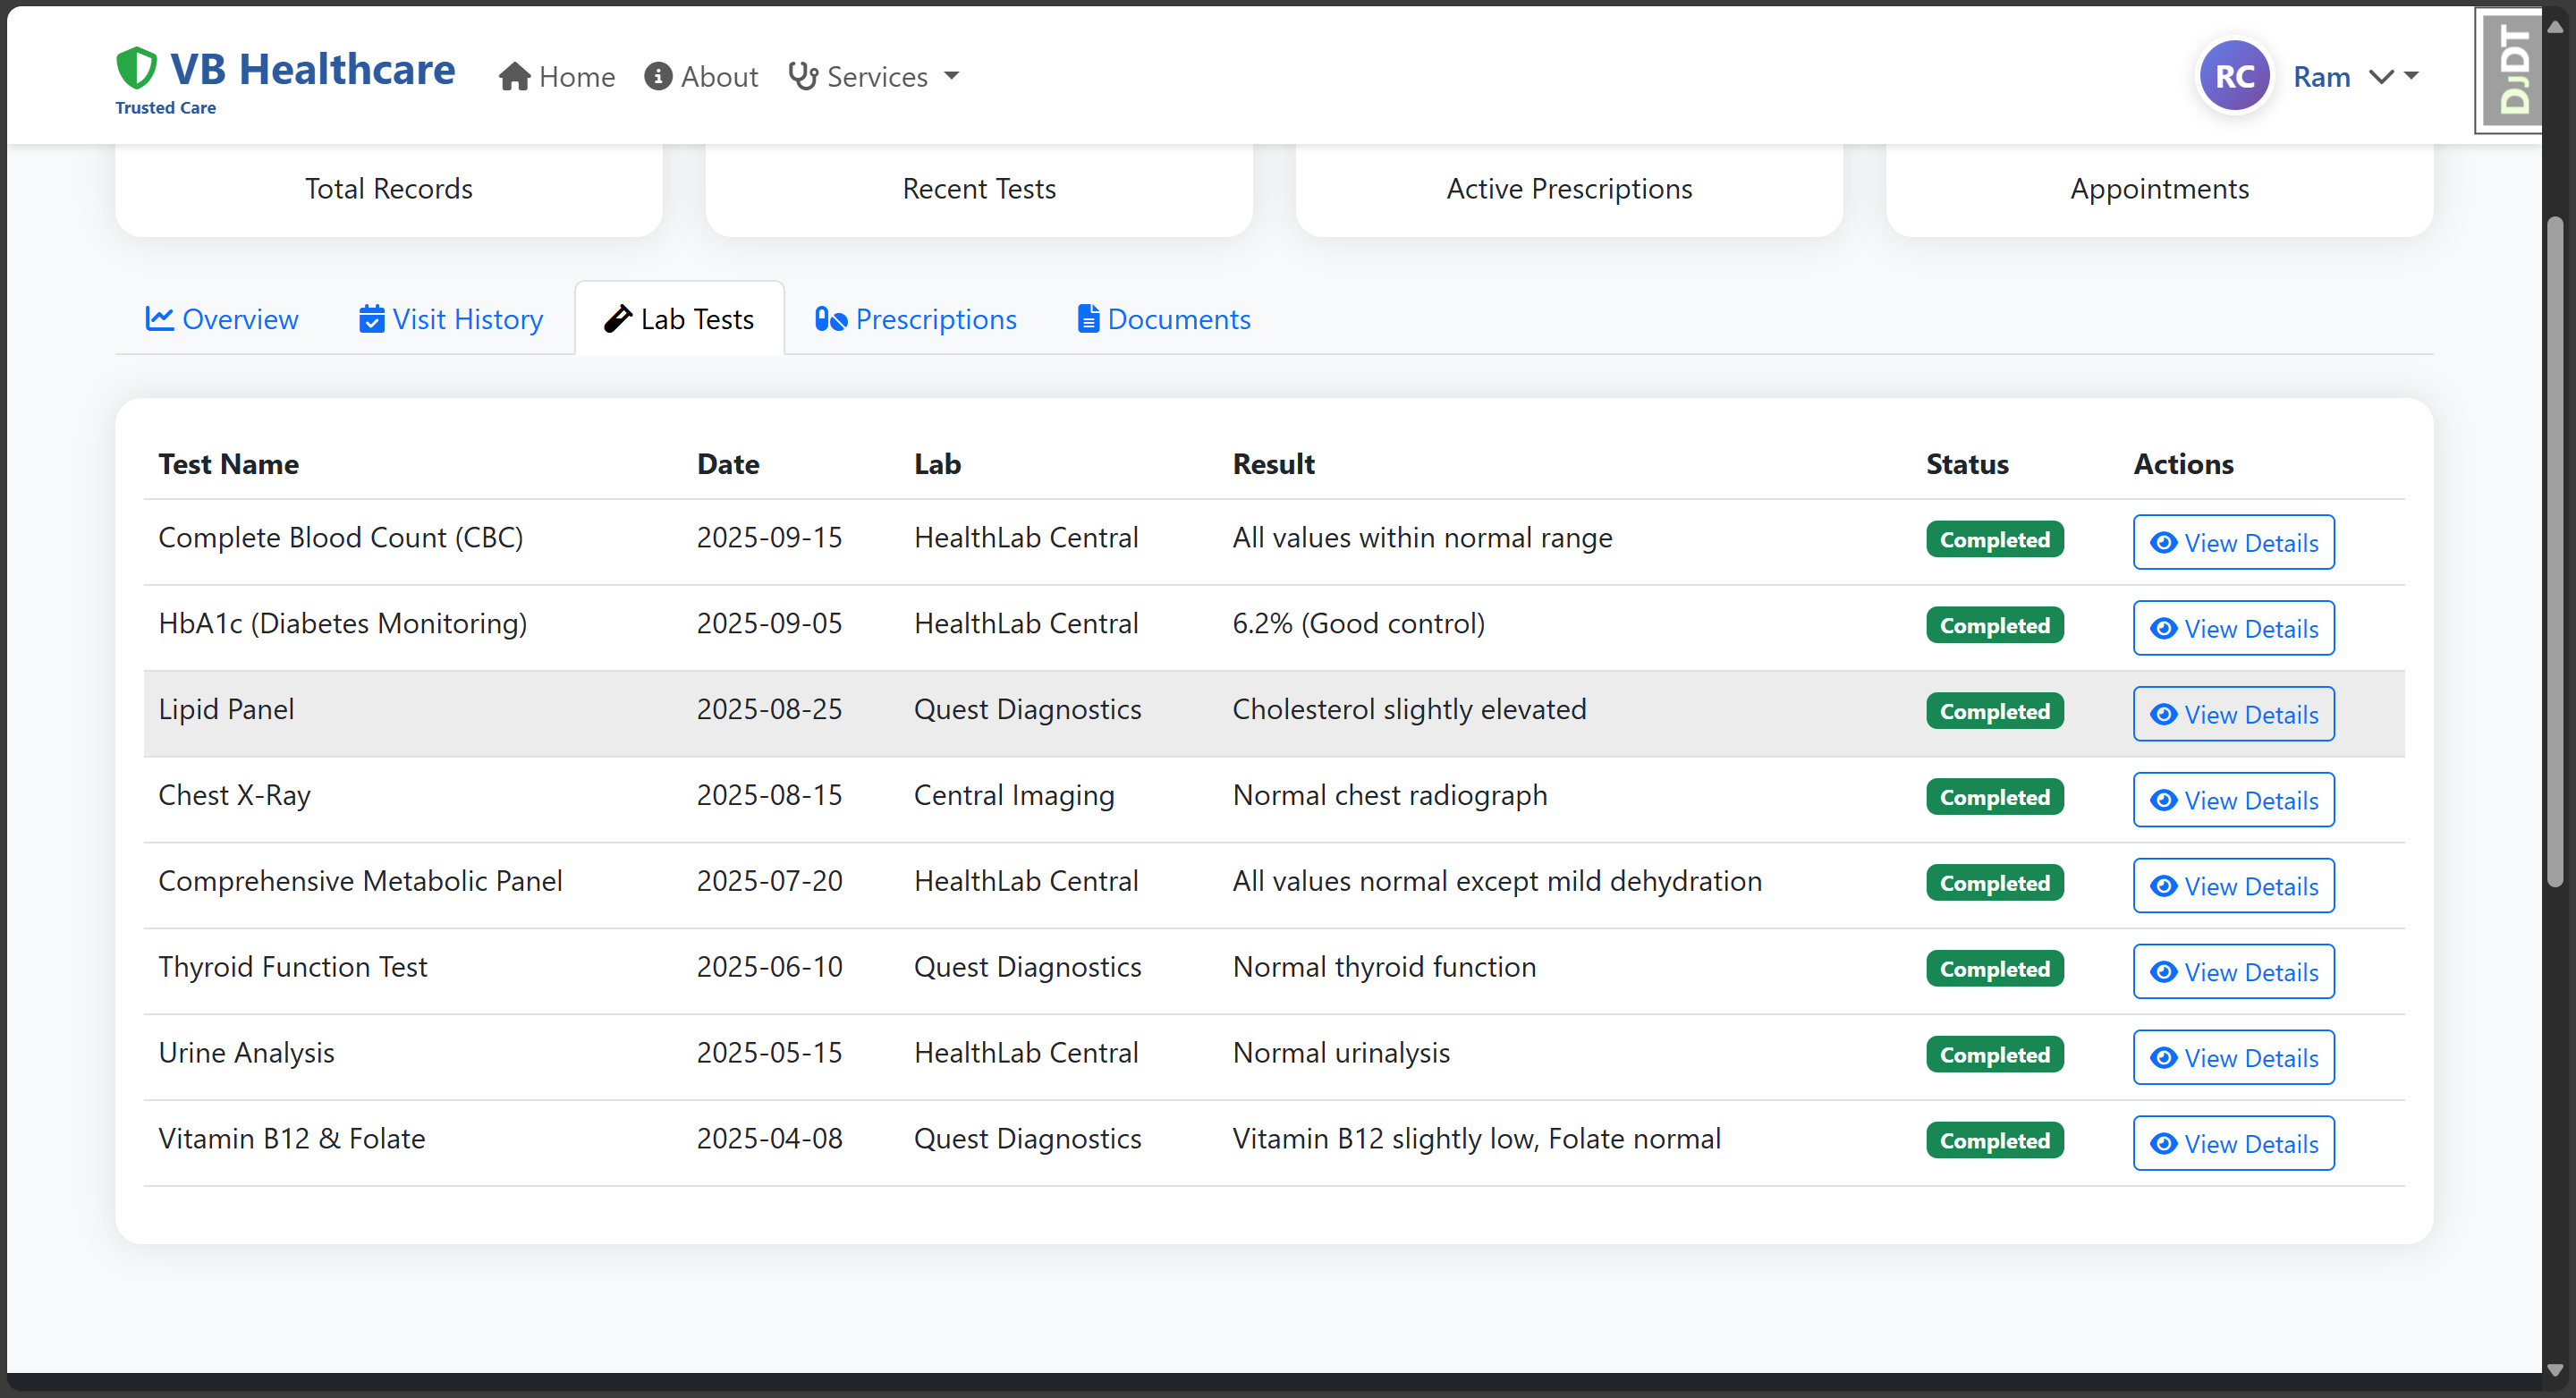 VB Healthcare
Trusted Care
Home
About
Services
RC
Ram
DJDT
Total Records
Recent Tests
Active Prescriptions
Appointments
Overview
Visit History
Lab Tests
Prescriptions
Documents
Test Name Date Lab Result Status Actions
Complete Blood Count (CBC) 2025-09-15 HealthLab Central All values within normal range Completed View Details
HbA1c (Diabetes Monitoring) 2025-09-05 HealthLab Central 6.2% (Good control) Completed View Details
Lipid Panel 2025-08-25 Quest Diagnostics Cholesterol slightly elevated Completed View Details
Chest X-Ray 2025-08-15 Central Imaging Normal chest radiograph Completed View Details
Comprehensive Metabolic Panel 2025-07-20 HealthLab Central All values normal except mild dehydration Completed View Details
Thyroid Function Test 2025-06-10 Quest Diagnostics Normal thyroid function Completed View Details
Urine Analysis 2025-05-15 HealthLab Central Normal urinalysis Completed View Details
Vitamin B12 & Folate 2025-04-08 Quest Diagnostics Vitamin B12 slightly low, Folate normal Completed View Details